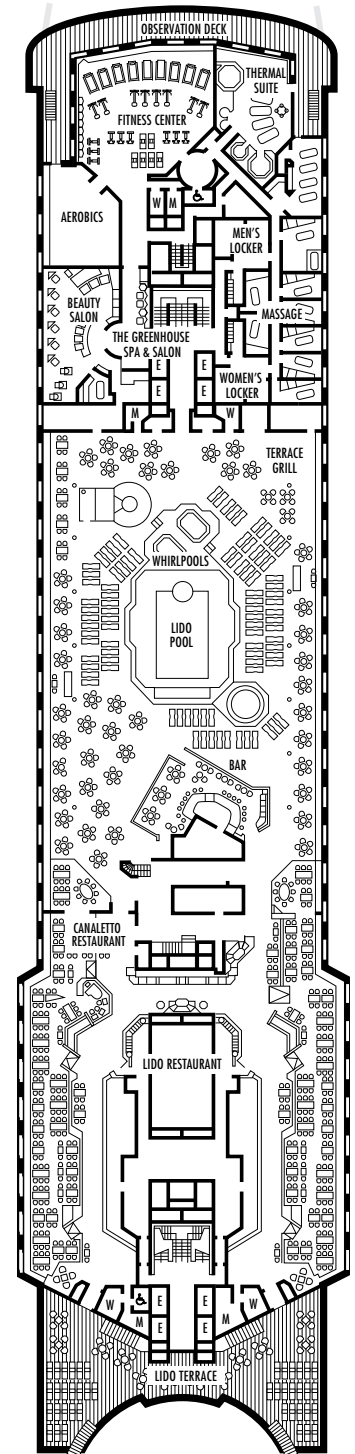 OBSERVATION DECK
THERMAL
SUITE
FITNESS CENTER
W M
AEROBICS
MEN'S
LOCKER
BEAUTY
SALON
MASSAGE
THE GREENHOUSE
SPA & SALON
E E
E E
WOMEN'S
LOCKER
M W
TERRACE
GRILL
WHIRLPOOLS
LIDO
POOL
BAR
CANALETTO
RESTAURANT
LIDO RESTAURANT
W E E W
M E E M
LIDO TERRACE